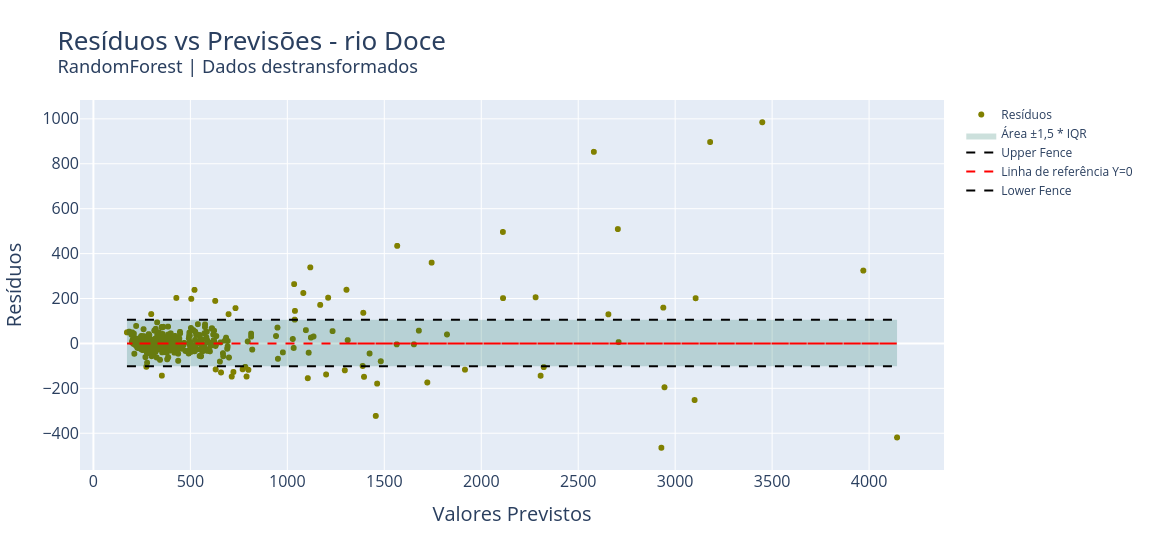 Resíduos vs Previsões - rio Doce
RandomForest | Dados destransformados
1000
800
600
400
200
0
−200
−400
Resíduos
0 500 1000 1500 2000 2500 3000 3500 4000
Valores Previstos
Resíduos
Área ±1,5 * IQR
Upper Fence
Linha de referência Y=0
Lower Fence